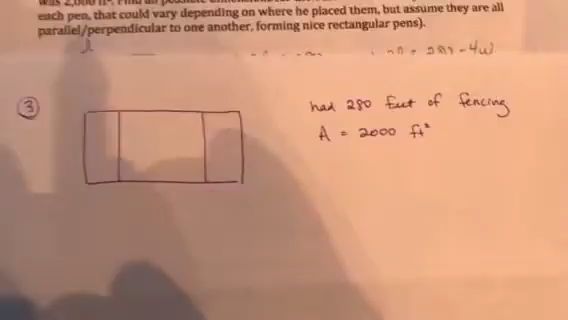 each pen, that could vary depending on where he placed them, but assume they are all
parallel/perpendicular to one another, forming nice rectangular pens).
l
- 4w
3
had 280 feet of fencing
A = 2000 ft²